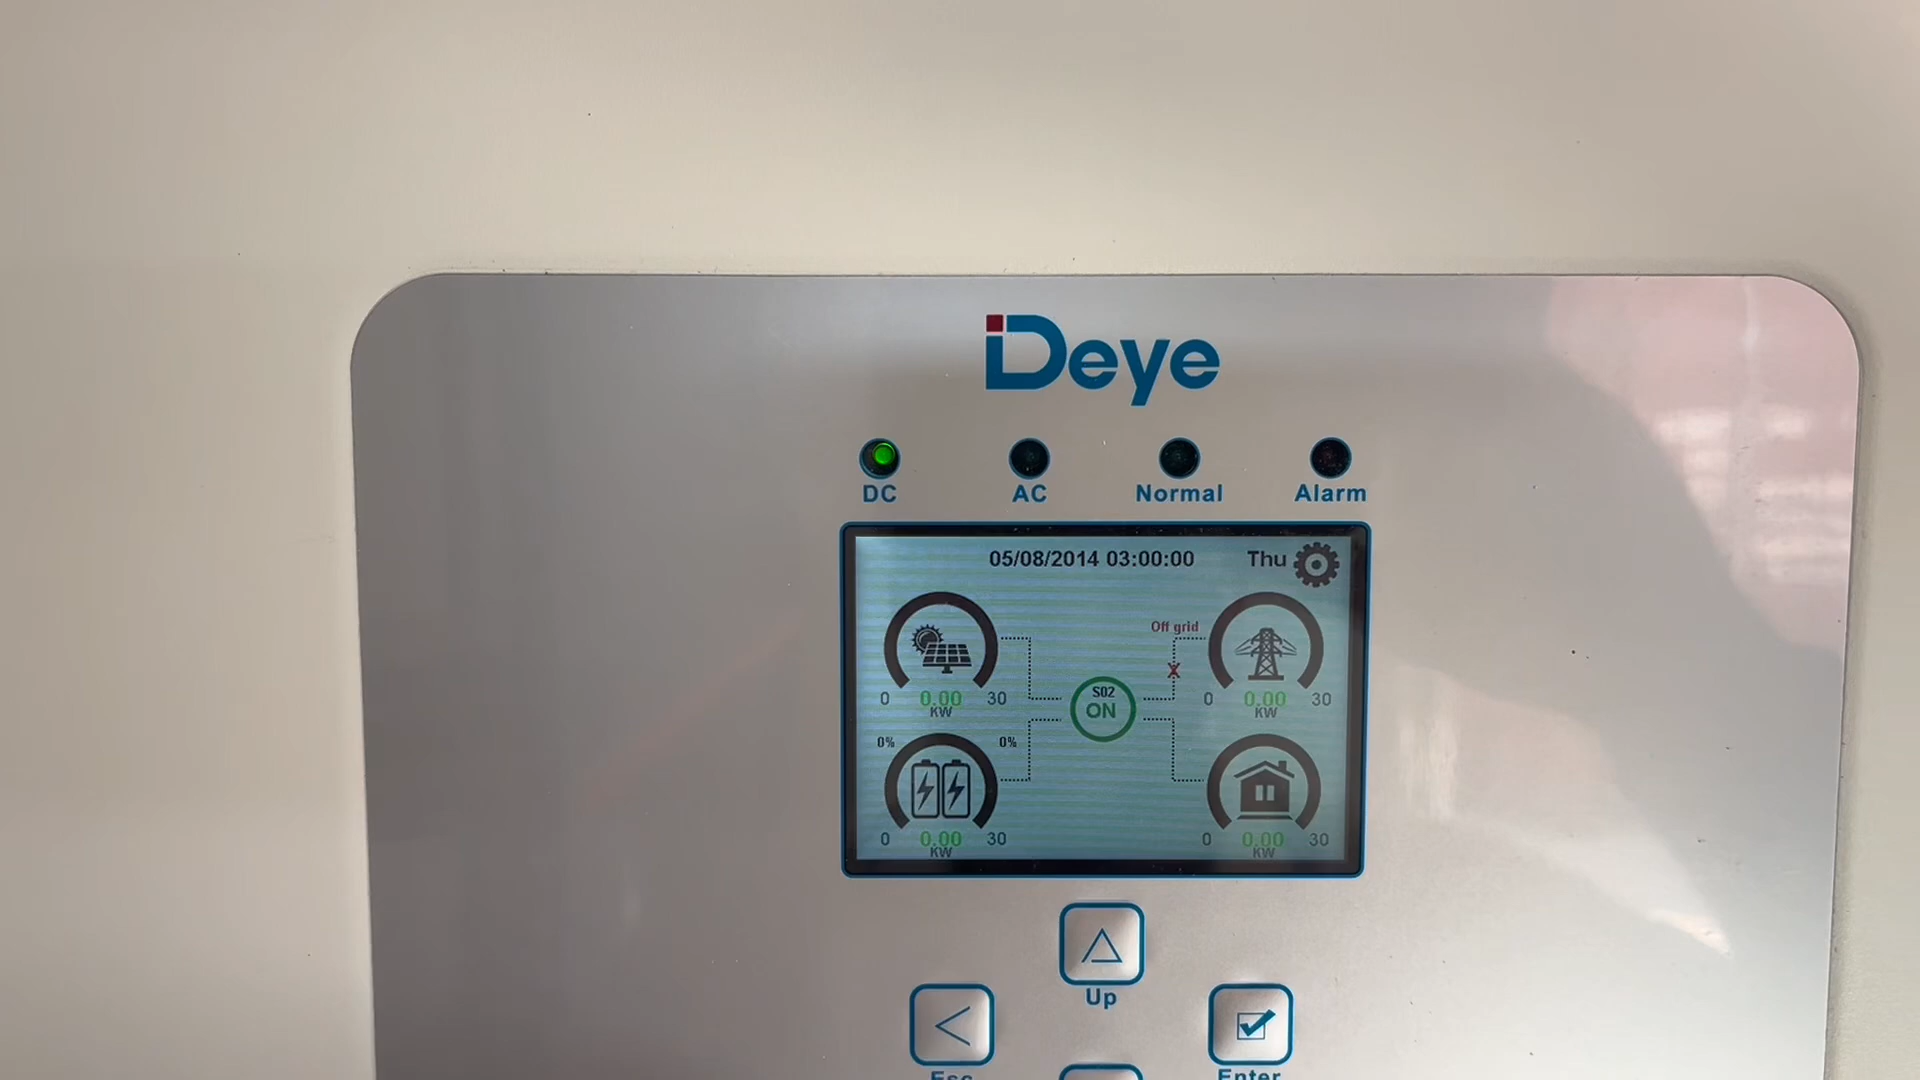 Deye
DC AC Normal Alarm
05/08/2014 03:00:00 Thu
Off grid
S02
ON
0 0.00 30
KW
0 0.00 30
KW
0% 0%
0 0.00 30
KW
0 0.00 30
KW
Up
Esc
Enter